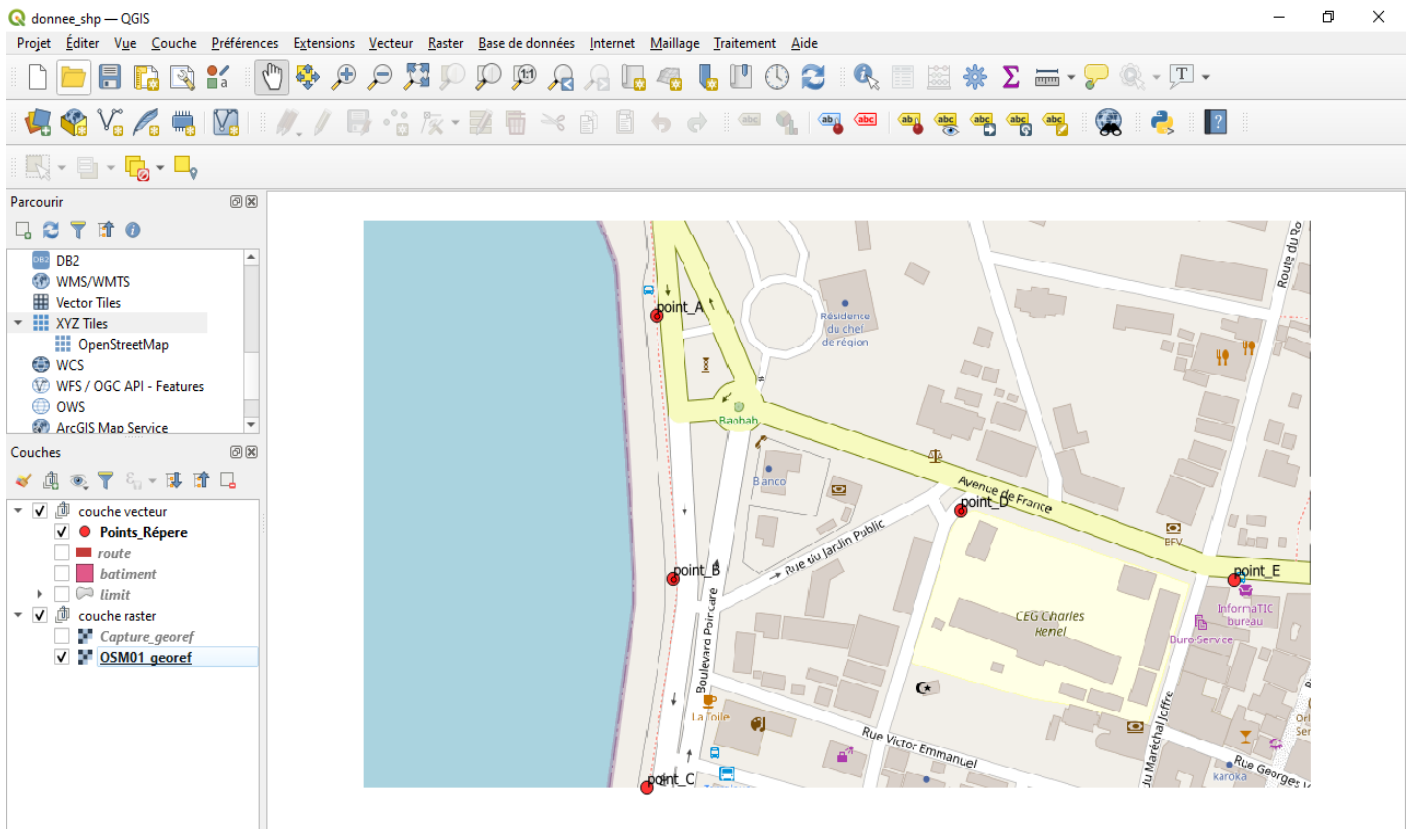 donnee_shp — QGIS
Projet Éditer Vue Couche Préférences Extensions Vecteur Raster Base de données Internet Maillage Traitement Aide
Parcourir
DB2
WMS/WMTS
Vector Tiles
XYZ Tiles
OpenStreetMap
WCS
WFS / OGC API - Features
OWS
ArcGIS Map Service
Couches
couche vecteur
Points_Répere
route
batiment
limit
couche raster
Capture_georef
OSM01_georef
Route du Ro
point_A
Résidence
du chef
de région
Baobab
Banco
Avenue de France
point_D
BFV
Rue du Jardin Public
point_B
point_E
InformaTIC
bureau
Duro Service
CEG Charles
Renel
Boulevard Poincare
La Toile
Rue Victor Emmanuel
du Maréchal Joffre
Rue Georges V
karoka
point_C